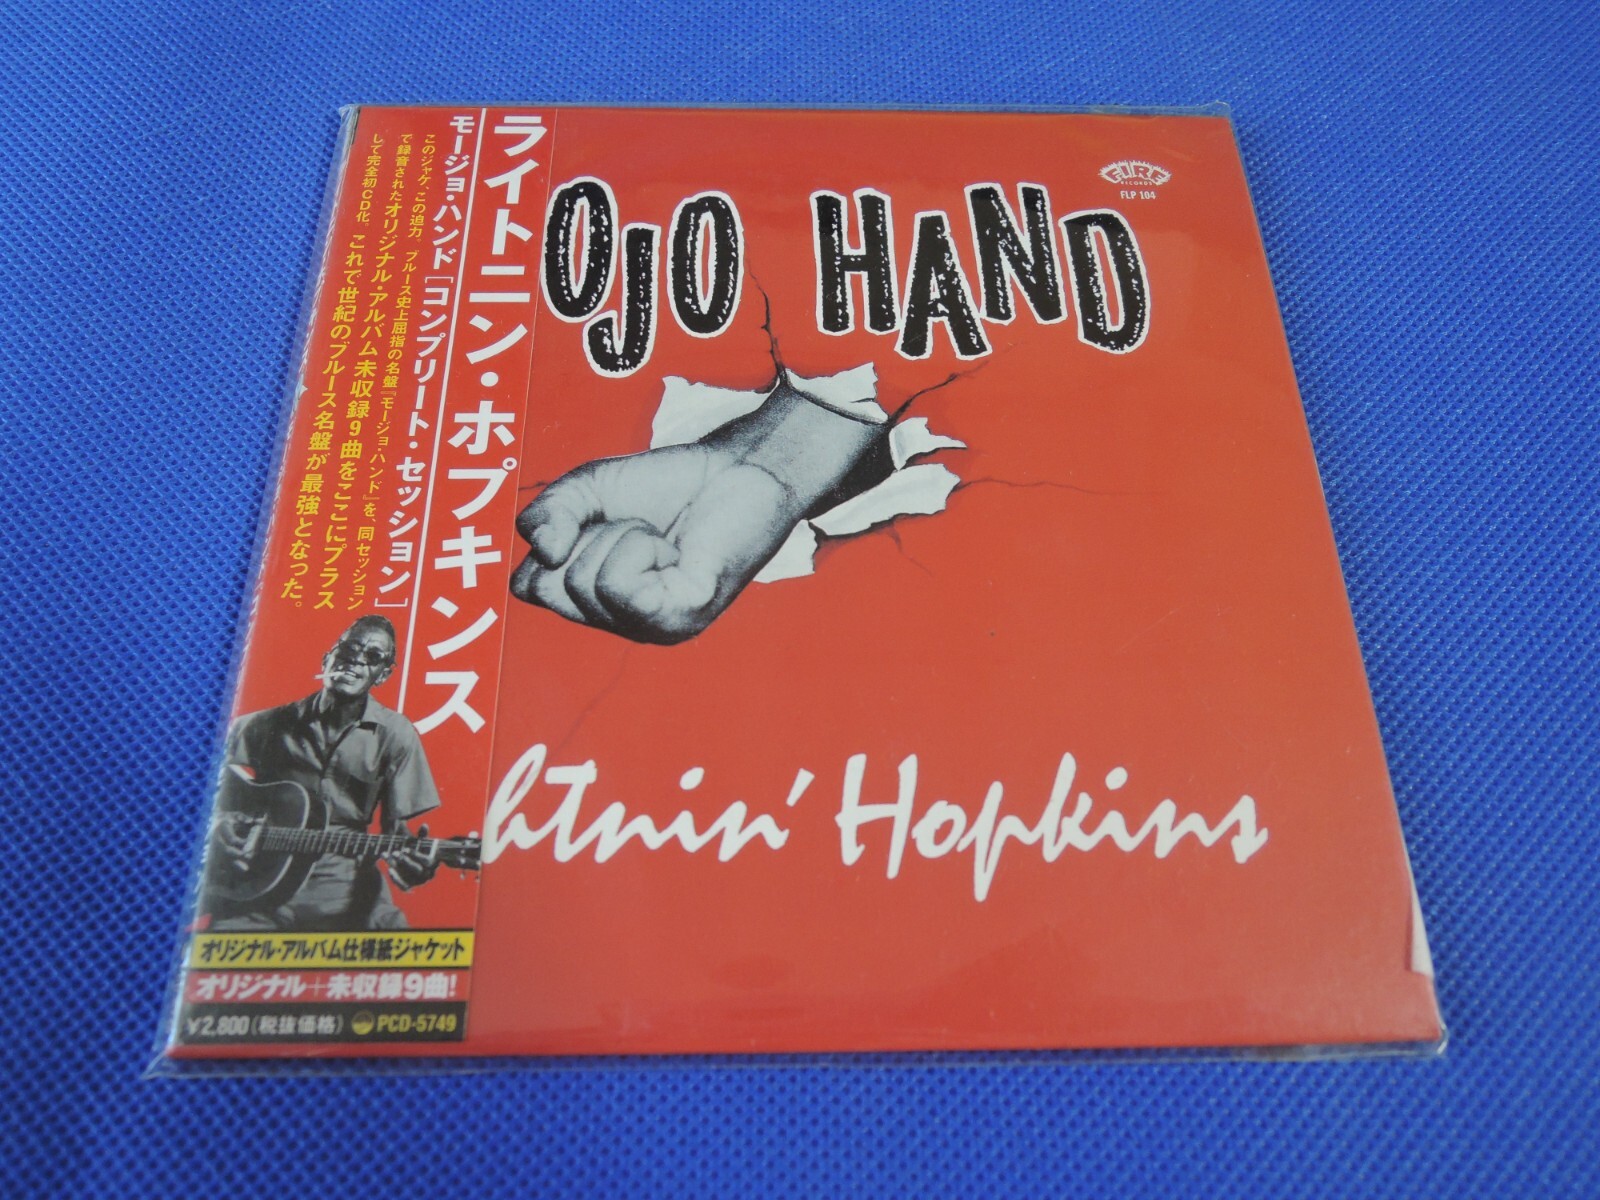 ライトニン・ホプキンス
モージョ・ハンド[コンプリート・セッション]
このジャケ、この迫力。ブルース史上屈指の名盤『モージョ・ハンド』を、同セッション
で録音されたオリジナル・アルバム未収録9曲をここにプラス
して完全初CD化。これで世紀のブルース名盤が最強となった。
オリジナル・アルバム仕様紙ジャケット
オリジナル+未収録9曲!
¥2,800(税抜価格) PCD-5749
OJO HAND
FIRE
RECORDS
FLP 104
htnin' Hopkins